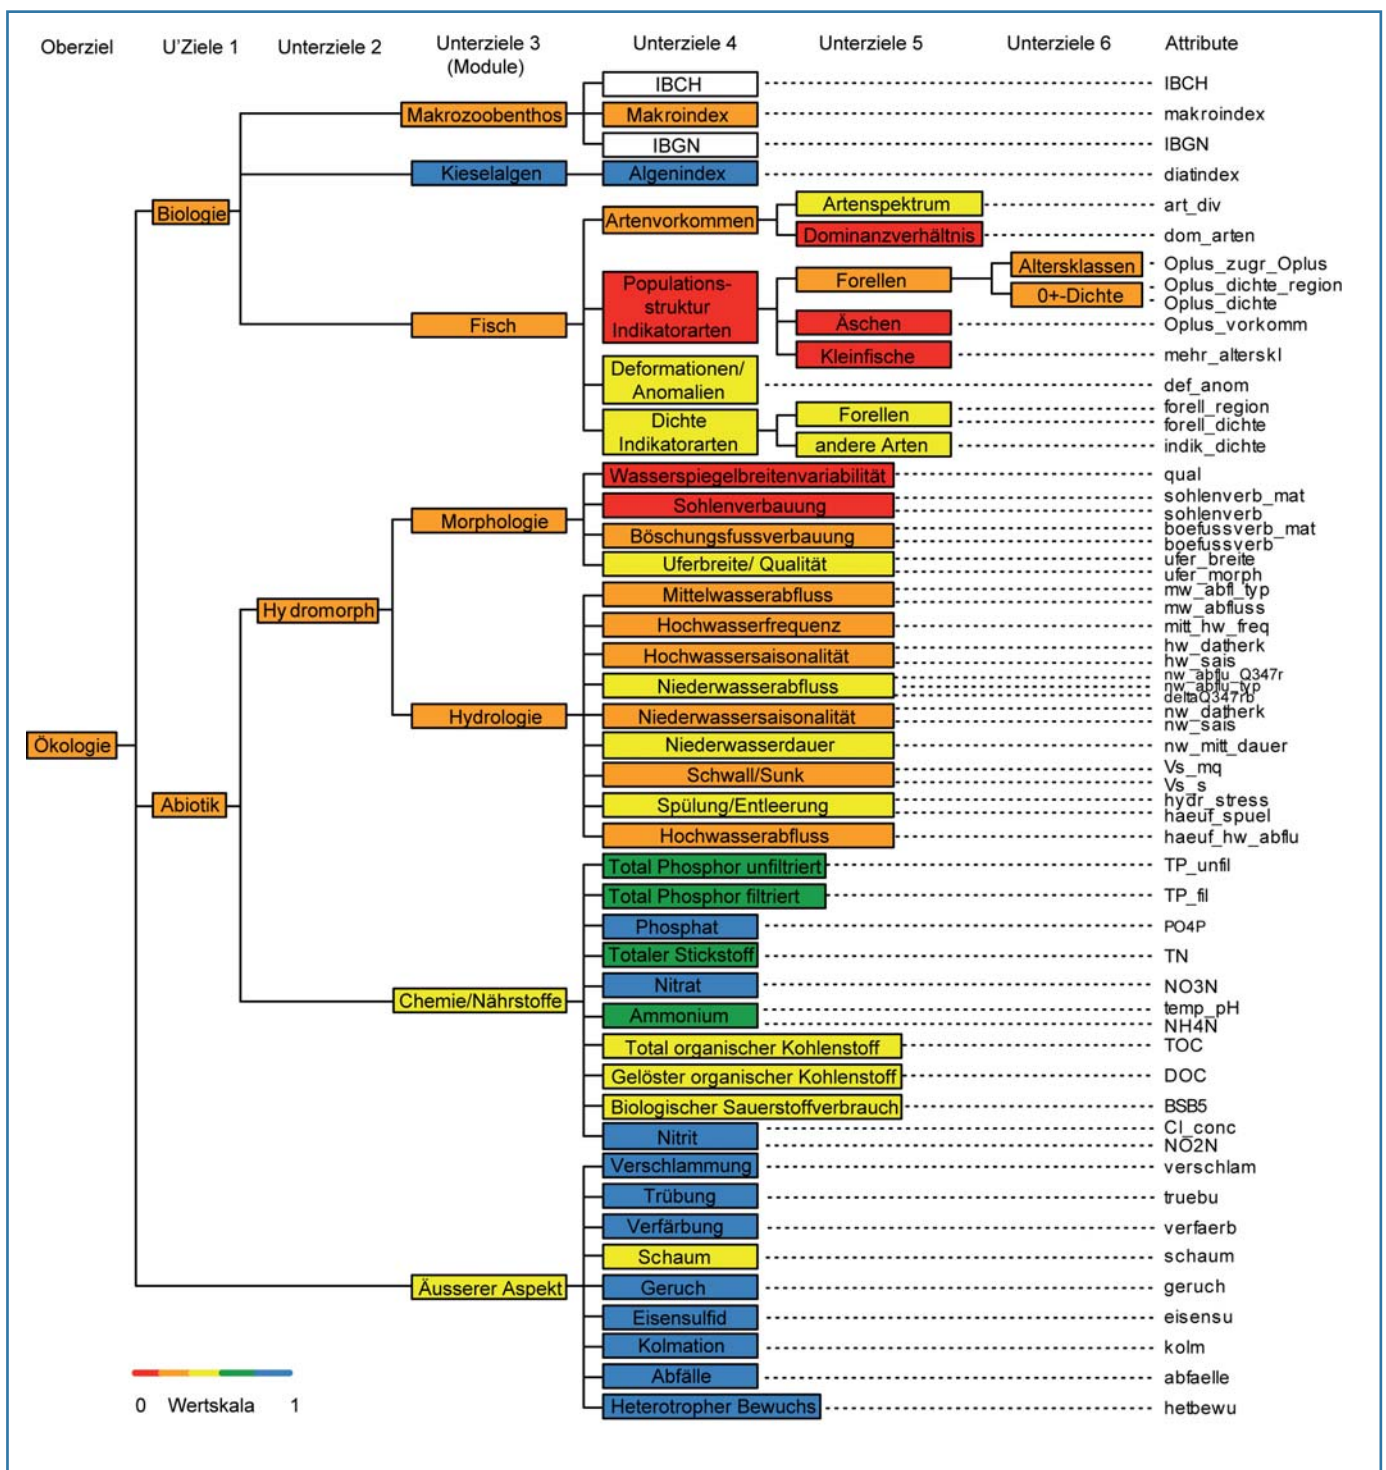 Oberziel U'Ziele 1 Unterziele 2 Unterziele 3 Unterziele 4 Unterziele 5 Unterziele 6 Attribute
(Module)
IBCH IBCH
Makrozoobenthos Makroindex makroindex
IBGN IBGN
Kieselalgen Algenindex diatindex
Artenspektrum art_div
Biologie Artenvorkommen
Dominanzverhältnis dom_arten
Altersklassen Oplus_zugr_Oplus
Populations-
struktur
Indikatorarten
Forellen
Oplus_dichte_region
0+-Dichte
Oplus_dichte
Fisch Äschen Oplus_vorkomm
Kleinfische mehr_alterskl
Deformationen/
Anomalien
def_anom
Forellen forell_region
forell_dichte
Dichte
Indikatorarten
andere Arten indik_dichte
Wasserspiegelbreitenvariabilität qual
Sohlenverbauung sohlenverb_mat
sohlenverb
Morphologie
Böschungsfussverbauung boefussverb_mat
boefussverb
Uferbreite/ Qualität ufer_breite
ufer_morph
Hydromorph Mittelwasserabfluss mw_abfl_typ
mw_abfluss
Hochwasserfrequenz mitt_hw_freq
Hochwassersaisonalität hw_datherk
hw_sais
Niederwasserabfluss nw_abflu_Q347r
nw_abflu_typ
deltaQ347rb
Hydrologie Niederwassersaisonalität nw_datherk
nw_sais
Ökologie Niederwasserdauer nw_mitt_dauer
Schwall/Sunk Vs_mq
Vs_s
Abiotik Spülung/Entleerung hydr_stress
haeuf_spuel
Hochwasserabfluss haeuf_hw_abflu
Total Phosphor unfiltriert TP_unfil
Total Phosphor filtriert TP_fil
Phosphat PO4P
Totaler Stickstoff TN
Nitrat NO3N
Chemie/Nährstoffe
Ammonium temp_pH
NH4N
Total organischer Kohlenstoff TOC
Gelöster organischer Kohlenstoff DOC
Biologischer Sauerstoffverbrauch BSB5
Nitrit Cl_conc
NO2N
Verschlammung verschlam
Trübung truebu
Verfärbung verfaerb
Schaum schaum
Äusserer Aspekt Geruch geruch
Eisensulfid eisensu
Kolmation kolm
Abfälle abfaelle
Heterotropher Bewuchs hetbewu
0 Wertskala 1